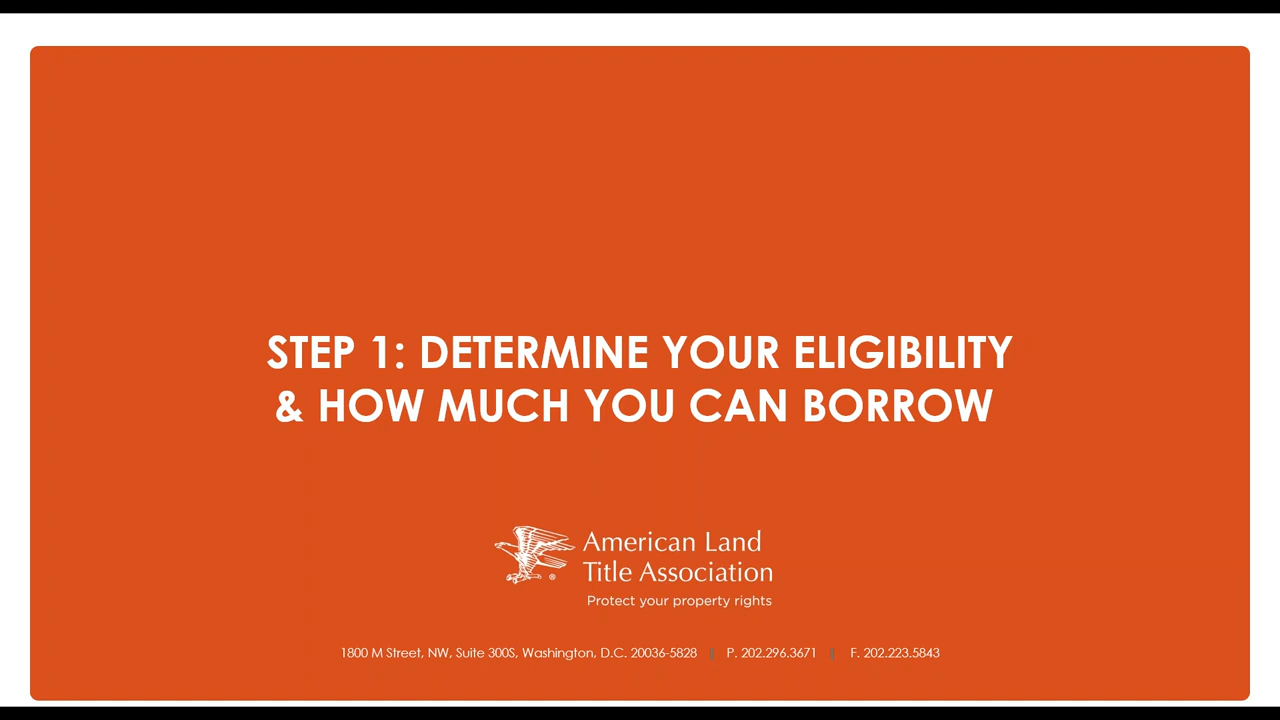 STEP 1: DETERMINE YOUR ELIGIBILITY
& HOW MUCH YOU CAN BORROW
American Land
Title Association
®
Protect your property rights
1800 M Street, NW, Suite 300S, Washington, D.C. 20036-5828 | P. 202.296.3671 | F. 202.223.5843